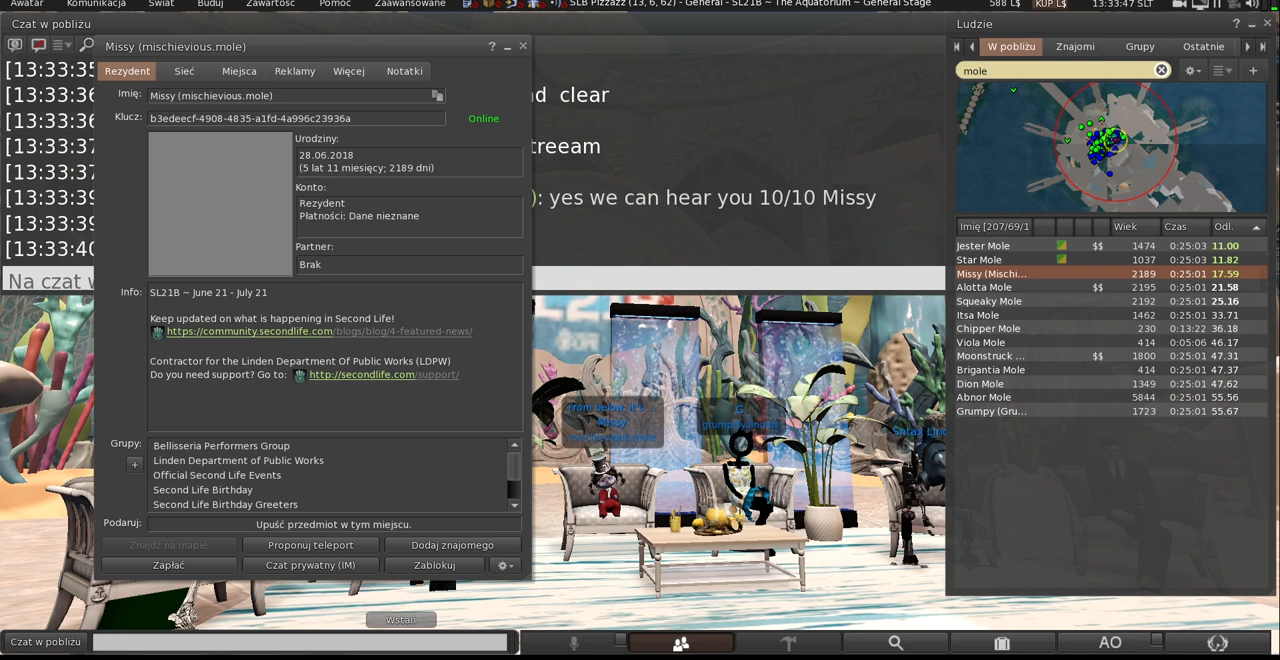 Awatar Komunikacja Świat Buduj Zawartość Pomoc Zaawansowane SLB Pizzazz (13, 6, 62) - General - SL21B ~ The Aquatorium ~ General Stage 588 L$ KUP L$ 13:33:47 SLT
Czat w pobliżu
[13:33:35
[13:33:36 nd clear
[13:33:36
[13:33:37 treeam
[13:33:37
[13:33:39 ): yes we can hear you 10/10 Missy
[13:33:39
[13:33:40
Na czat w
Missy (mischievious.mole)
Rezydent Sieć Miejsca Reklamy Więcej Notatki
Imię: Missy (mischievious.mole)
Klucz: b3edeecf-4908-4835-a1fd-4a996c23936a Online
Urodziny:
28.06.2018
(5 lat 11 miesięcy; 2189 dni)
Konto:
Rezydent
Płatności: Dane nieznane
Partner:
Brak
Info: SL21B ~ June 21 - July 21
Keep updated on what is happening in Second Life!
https://community.secondlife.com/blogs/blog/4-featured-news/
Contractor for the Linden Department Of Public Works (LDPW)
Do you need support? Go to: http://secondlife.com/support/
Grupy: Bellisseria Performers Group
Linden Department of Public Works
Official Second Life Events
Second Life Birthday
Second Life Birthday Greeters
Podaruj: Upuść przedmiot w tym miejscu.
Znajdź na mapie Proponuj teleport Dodaj znajomego
Zapłać Czat prywatny (IM) Zablokuj
Missy
Wstań
Czat w pobliżu
AO
Ludzie
W pobliżu Znajomi Grupy Ostatnie
mole
Imię [207/69/1 Wiek Czas Odl.
Jester Mole $$ 1474 0:25:03 11.00
Star Mole 1037 0:25:03 11.82
Missy (Mischi... 2189 0:25:01 17.59
Alotta Mole $$ 2195 0:25:01 21.58
Squeaky Mole 2192 0:25:01 25.16
Itsa Mole 1462 0:25:01 33.71
Chipper Mole 230 0:13:22 36.18
Viola Mole 414 0:05:06 46.17
Moonstruck ... $$ 1800 0:25:01 47.31
Brigantia Mole 414 0:25:01 47.37
Dion Mole 1349 0:25:01 47.62
Abnor Mole 5844 0:25:01 55.56
Grumpy (Gru... 1723 0:25:01 55.67